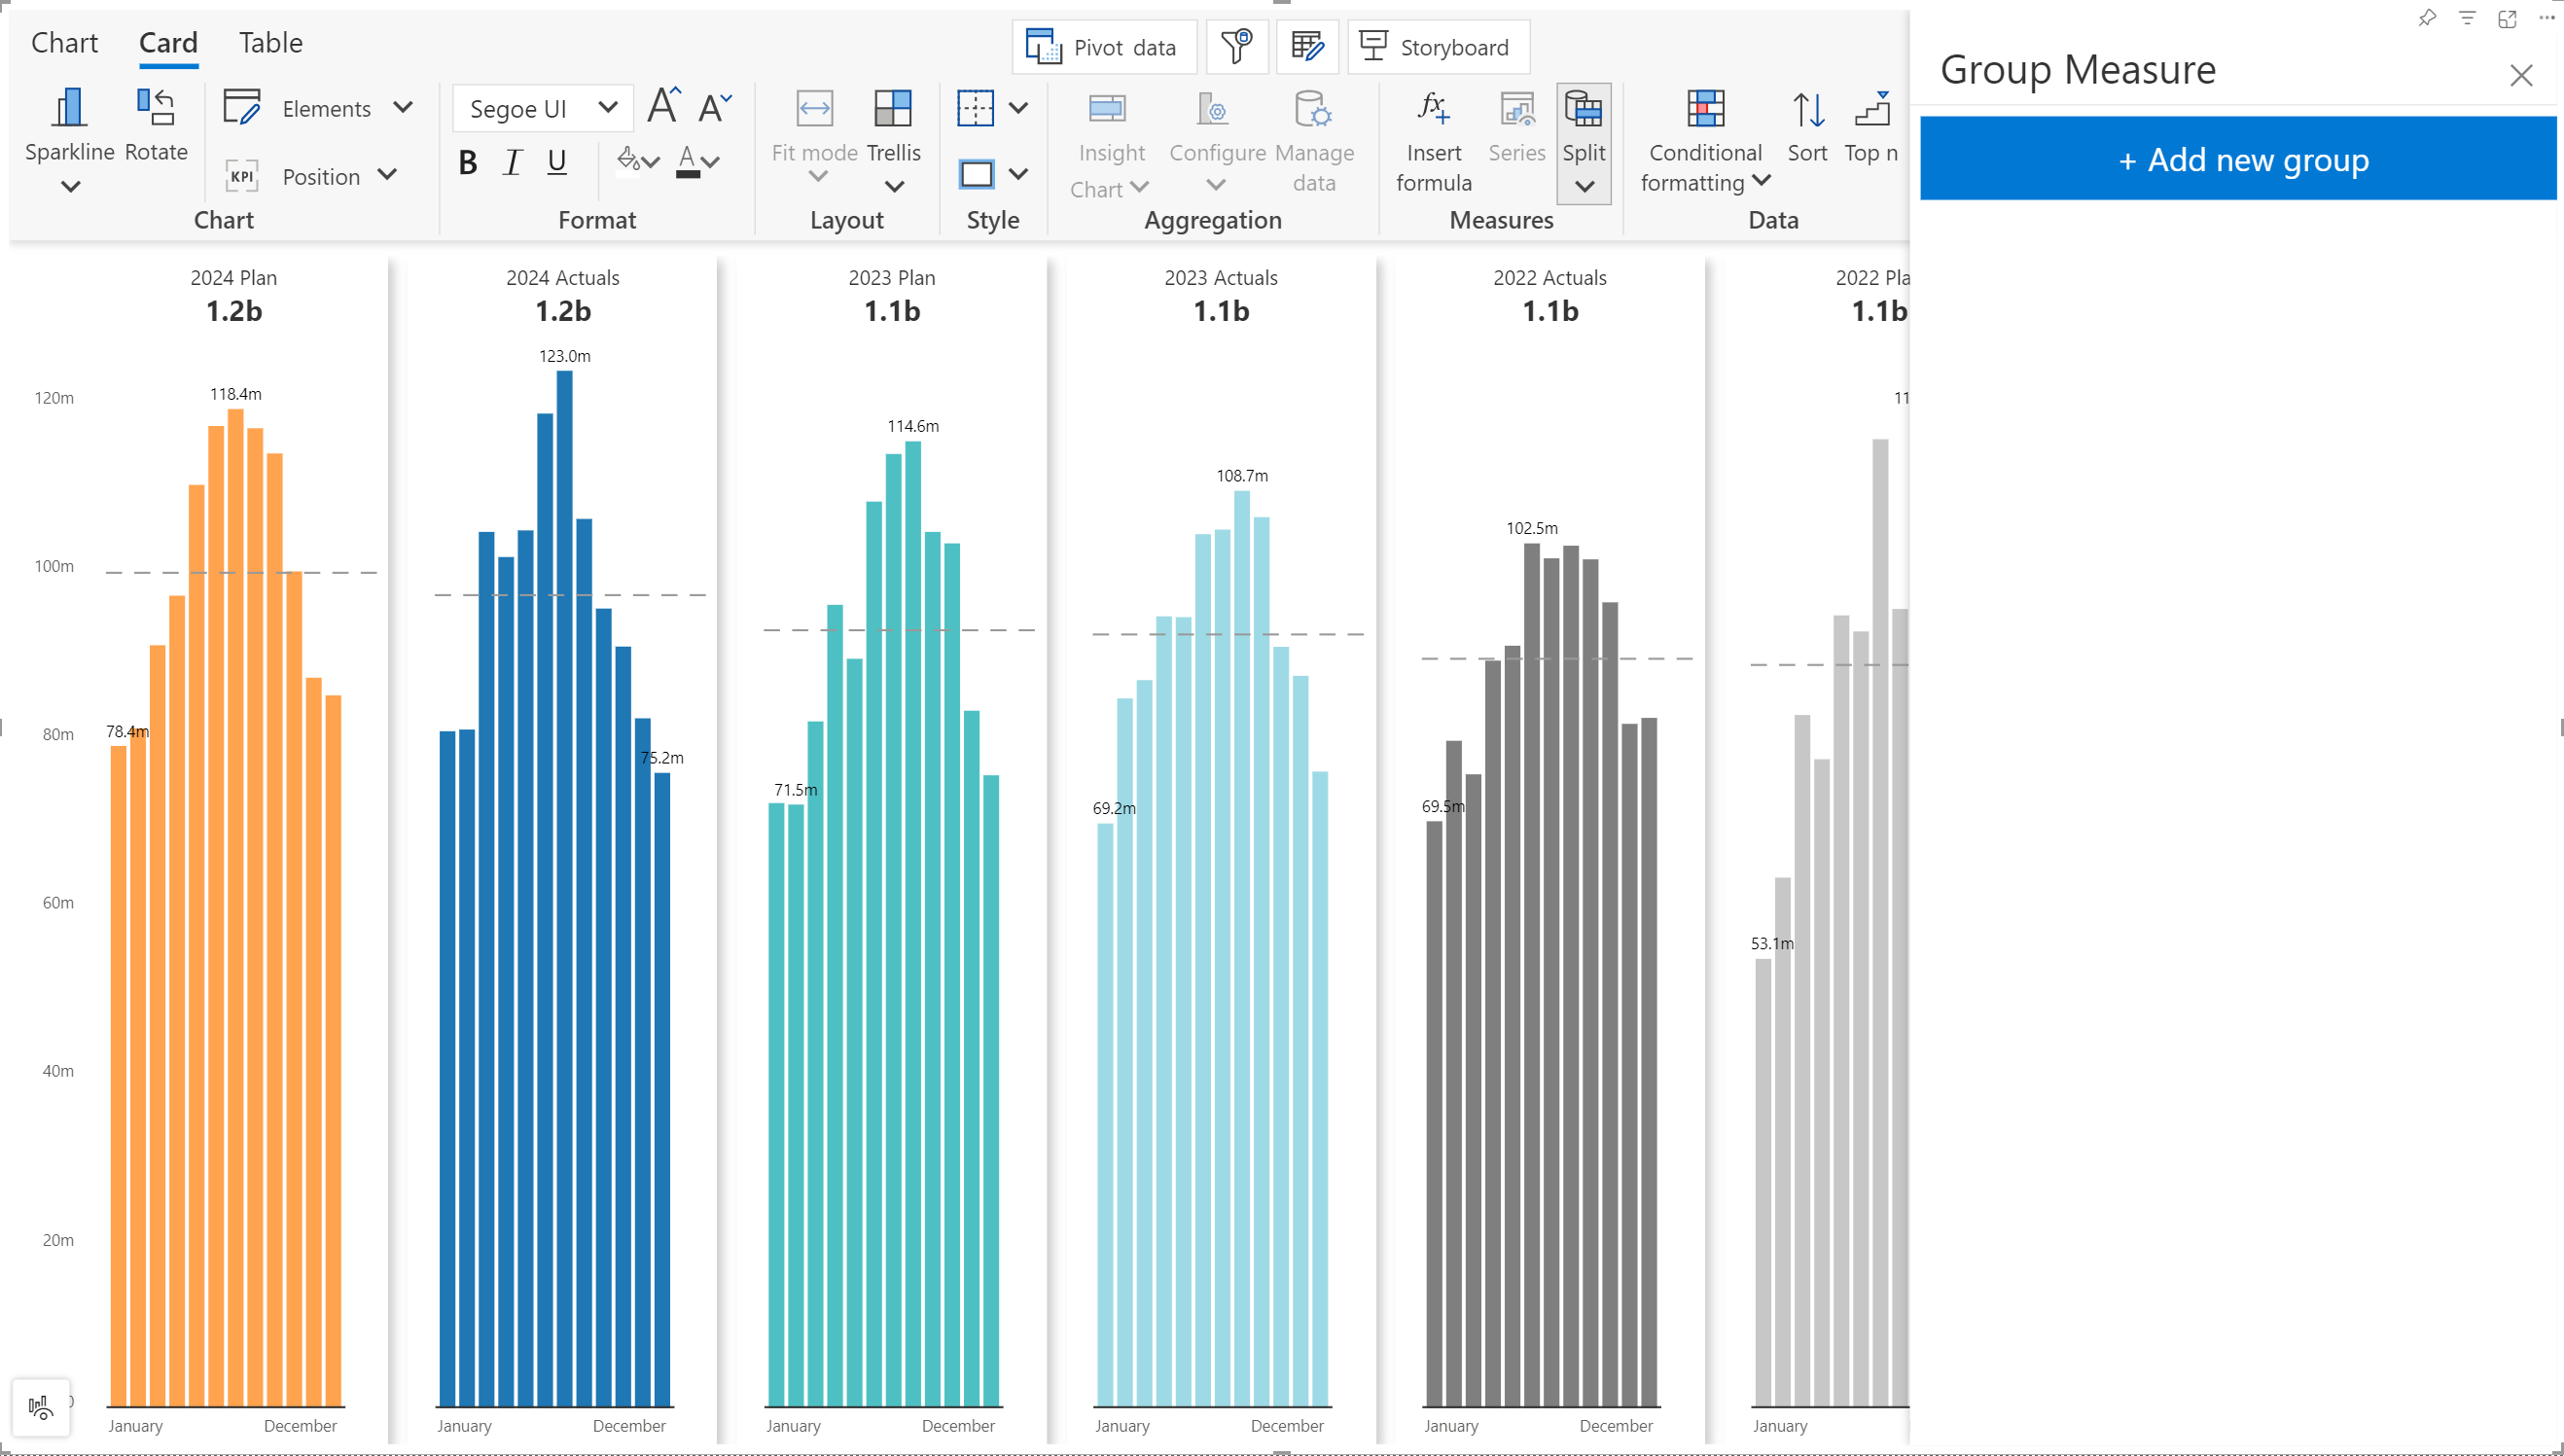 Chart Card Table
Pivot data
Storyboard
Group Measure
+ Add new group
Sparkline
Rotate
Elements
KPI
Position
Chart
Segoe UI
A A
B I U
A
Format
Fit mode
Trellis
Layout
Style
Insight
Chart
Configure
Manage
data
Aggregation
fx
Insert
formula
Series
Split
Measures
Conditional
formatting
Sort
Top n
Data
2024 Plan
1.2b
2024 Actuals
1.2b
2023 Plan
1.1b
2023 Actuals
1.1b
2022 Actuals
1.1b
2022 Pla
1.1b
120m
100m
80m
60m
40m
20m
0
118.4m
78.4m
January December
123.0m
75.2m
January December
114.6m
71.5m
January December
108.7m
69.2m
January December
102.5m
69.5m
January December
11
53.1m
January